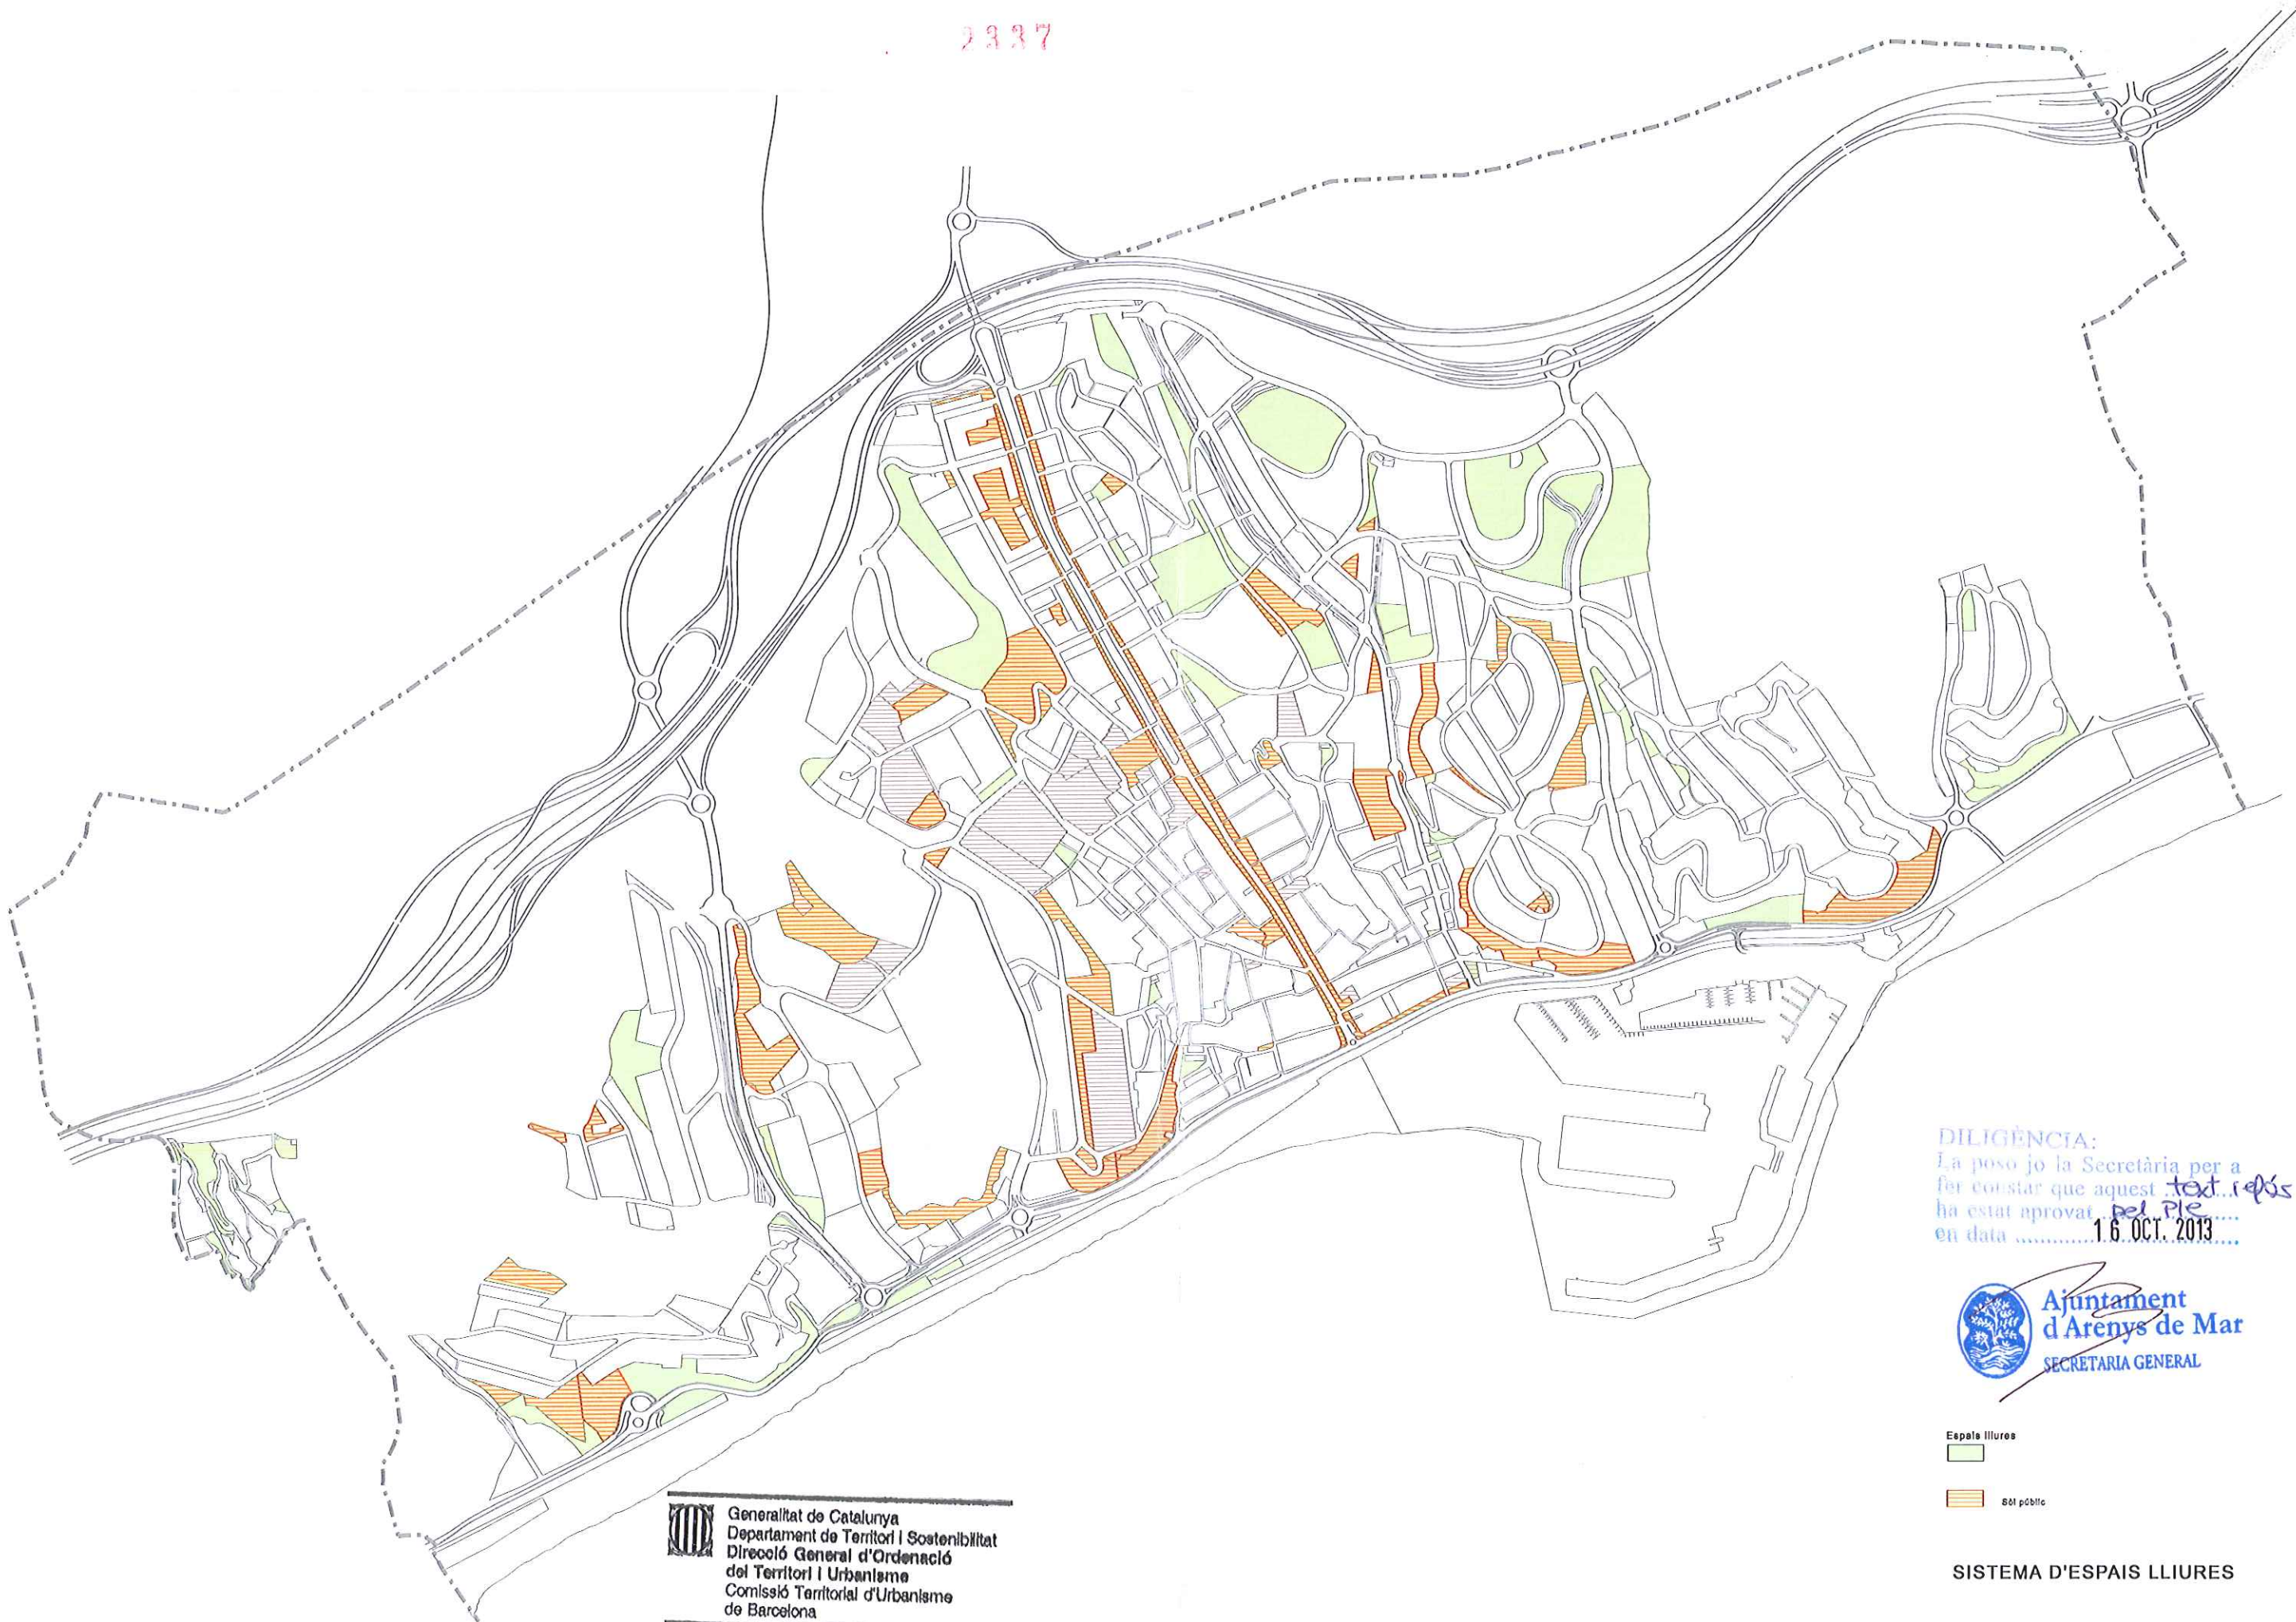 2337
DILIGÈNCIA:
La poso jo la Secretària per a
fer constar que aquest text refós
ha estat aprovat pel Ple
en data 16 OCT. 2013
Ajuntament
d'Arenys de Mar
SECRETARIA GENERAL
Espais lliures
Sòl públic
SISTEMA D'ESPAIS LLIURES
Generalitat de Catalunya
Departament de Territori i Sostenibilitat
Direcció General d'Ordenació
del Territori i Urbanisme
Comissió Territorial d'Urbanisme
de Barcelona